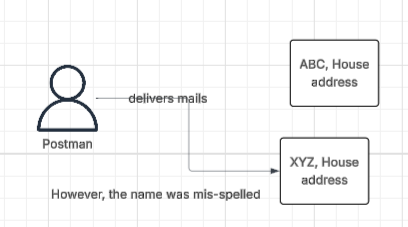 ABC, House
address
delivers mails
Postman
XYZ, House
address
However, the name was mis-spelled